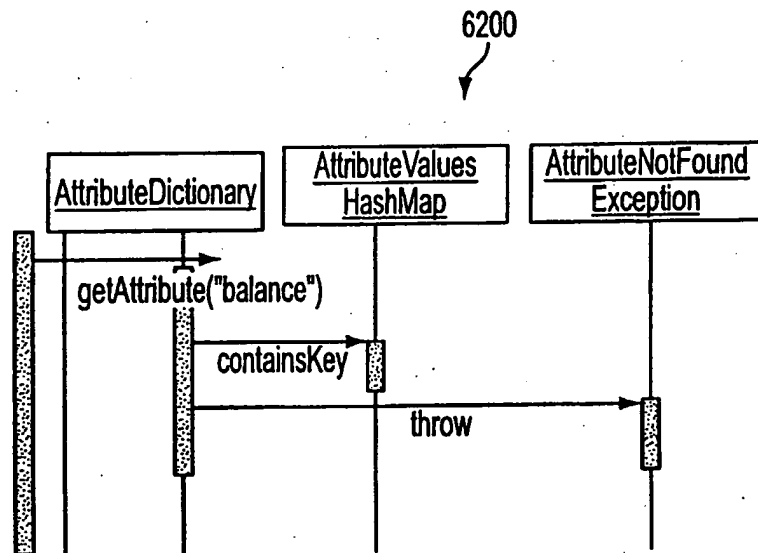 6200
AttributeDictionary
AttributeValues
HashMap
AttributeNotFound
Exception
getAttribute("balance")
containsKey
throw